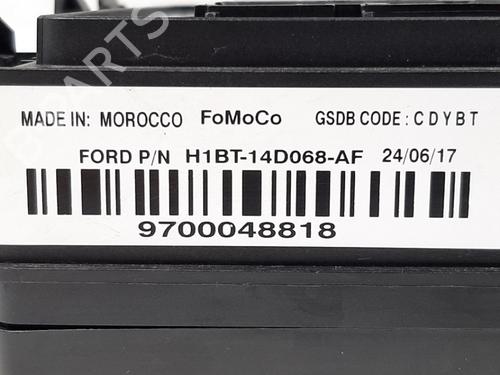 MADE IN: MOROCCO FoMoCo GSDB CODE : C D Y B T
FORD P/N H1BT-14D068-AF 24/06/17
9700048818